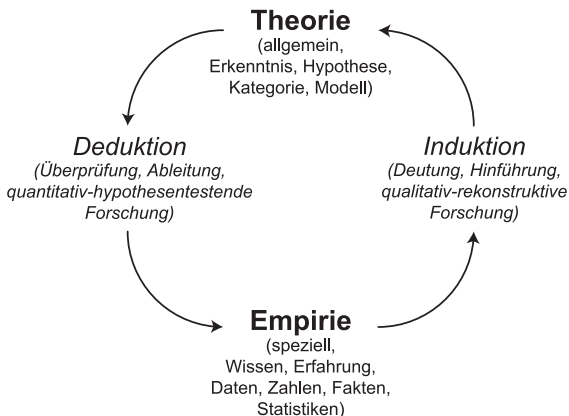 Theorie
(allgemein,
Erkenntnis, Hypothese,
Kategorie, Modell)
Deduktion
(Überprüfung, Ableitung,
quantitativ-hypothesentestende
Forschung)
Induktion
(Deutung, Hinführung,
qualitativ-rekonstruktive
Forschung)
Empirie
(speziell,
Wissen, Erfahrung,
Daten, Zahlen, Fakten,
Statistiken)